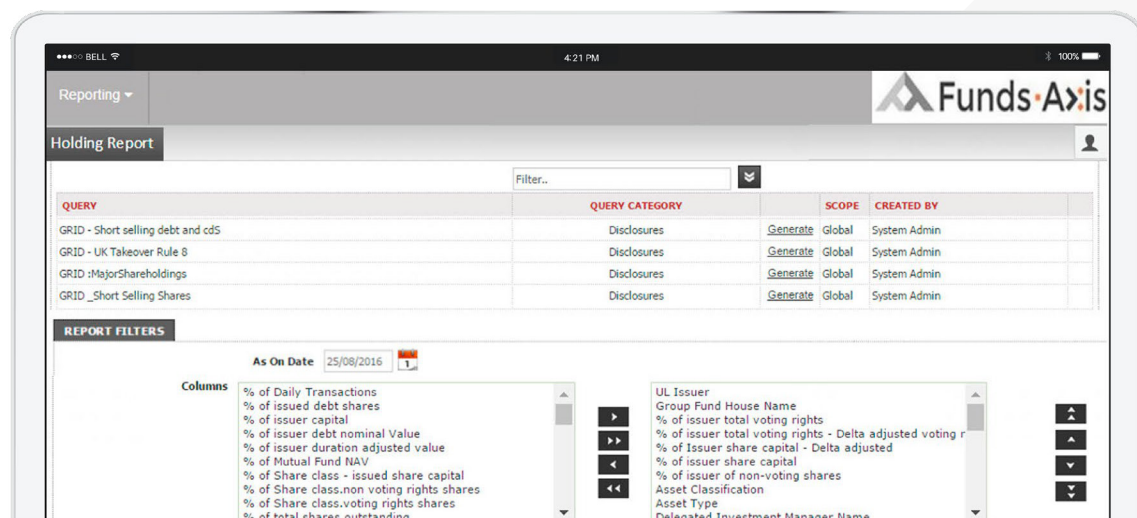 BELL 4:21 PM 100%
Reporting
Funds·Axis
Holding Report
Filter..
QUERY QUERY CATEGORY SCOPE CREATED BY
GRID - Short selling debt and cdS Disclosures Generate Global System Admin
GRID - UK Takeover Rule 8 Disclosures Generate Global System Admin
GRID :MajorShareholdings Disclosures Generate Global System Admin
GRID _Short Selling Shares Disclosures Generate Global System Admin
REPORT FILTERS
As On Date 25/08/2016 1
Columns
% of Daily Transactions
% of issued debt shares
% of issuer capital
% of issuer debt nominal Value
% of issuer duration adjusted value
% of Mutual Fund NAV
% of Share class - issued share capital
% of Share class.non voting rights shares
% of Share class.voting rights shares
% of total shares outstanding
UL Issuer
Group Fund House Name
% of issuer total voting rights
% of issuer total voting rights - Delta adjusted voting r
% of Issuer share capital - Delta adjusted
% of issuer share capital
% of issuer of non-voting shares
Asset Classification
Asset Type
Delegated Investment Manager Name